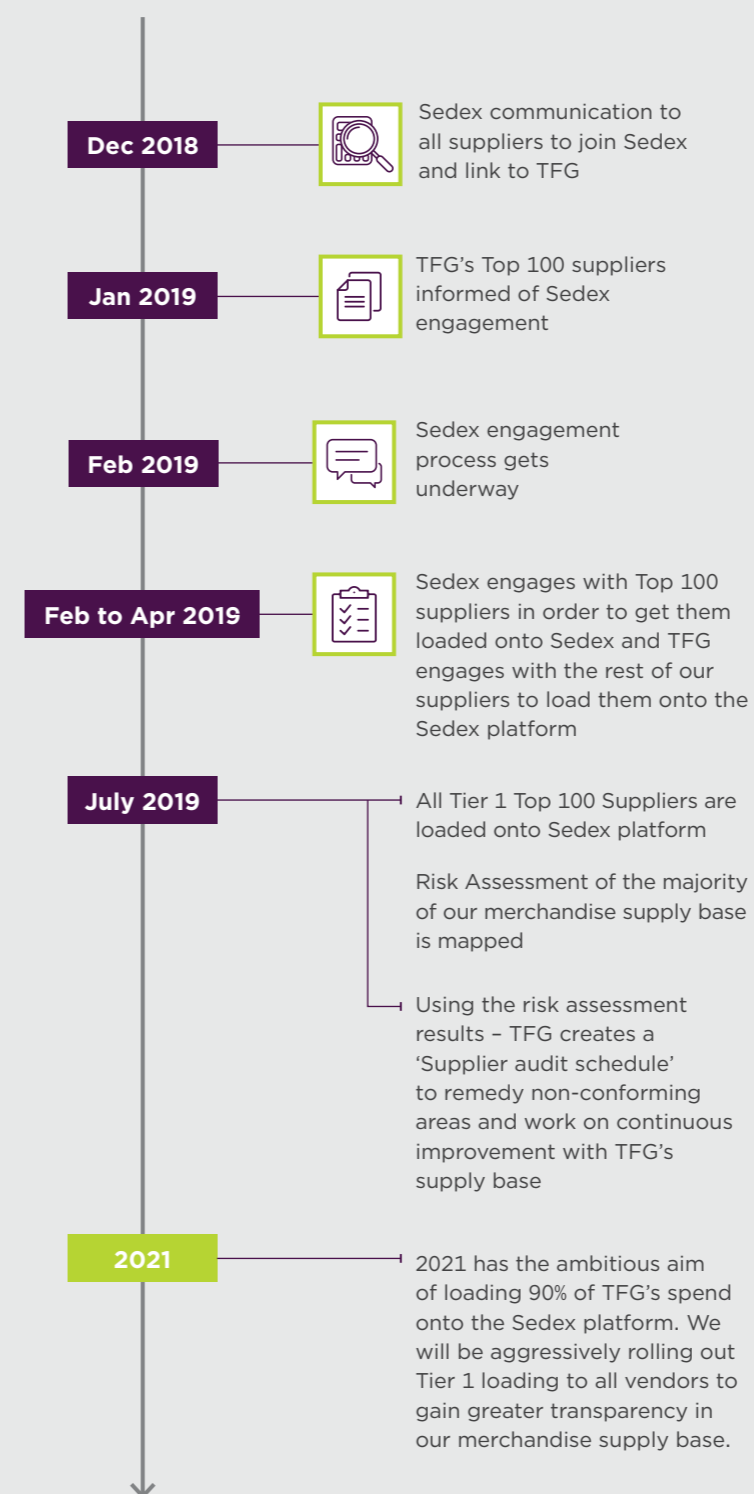 Dec 2018
Sedex communication to
all suppliers to join Sedex
and link to TFG
Jan 2019
TFG’s Top 100 suppliers
informed of Sedex
engagement
Feb 2019
Sedex engagement
process gets
underway
Feb to Apr 2019
Sedex engages with Top 100
suppliers in order to get them
loaded onto Sedex and TFG
engages with the rest of our
suppliers to load them onto the
Sedex platform
July 2019
All Tier 1 Top 100 Suppliers are
loaded onto Sedex platform
Risk Assessment of the majority
of our merchandise supply base
is mapped
Using the risk assessment
results – TFG creates a
‘Supplier audit schedule’
to remedy non-conforming
areas and work on continuous
improvement with TFG’s
supply base
2021
2021 has the ambitious aim
of loading 90% of TFG’s spend
onto the Sedex platform. We
will be aggressively rolling out
Tier 1 loading to all vendors to
gain greater transparency in
our merchandise supply base.